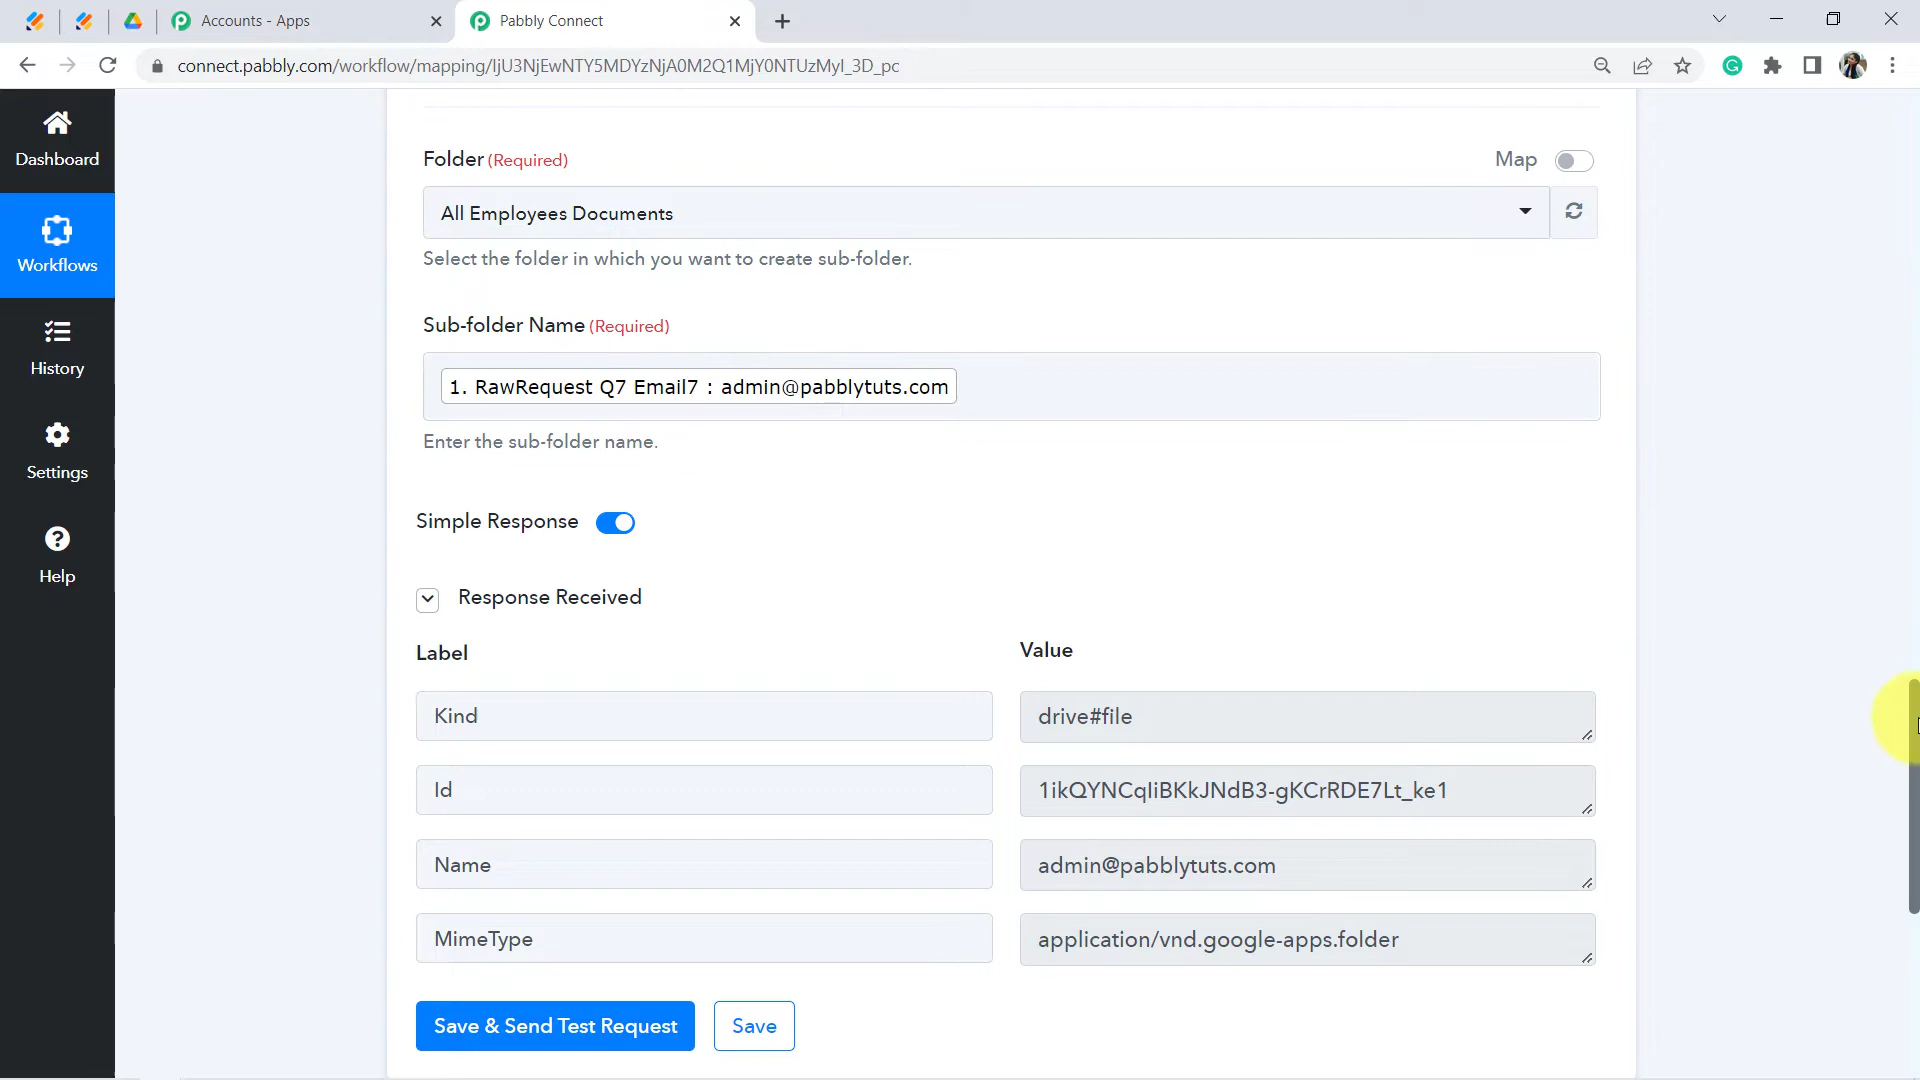 Accounts - Apps
Pabbly Connect
connect.pabbly.com/workflow/mapping/IjU3NjEwNTY5MDYzNjA0M2Q1MjY0NTUzMyI_3D_pc
Dashboard
Workflows
History
Settings
Help
Folder (Required)
Map
All Employees Documents
Select the folder in which you want to create sub-folder.
Sub-folder Name (Required)
1. RawRequest Q7 Email7 : admin@pabblytuts.com
Enter the sub-folder name.
Simple Response
Response Received
Label
Value
Kind
drive#file
Id
1ikQYNCqIiBKkJNdB3-gKCrRDE7Lt_ke1
Name
admin@pabblytuts.com
MimeType
application/vnd.google-apps.folder
Save & Send Test Request
Save